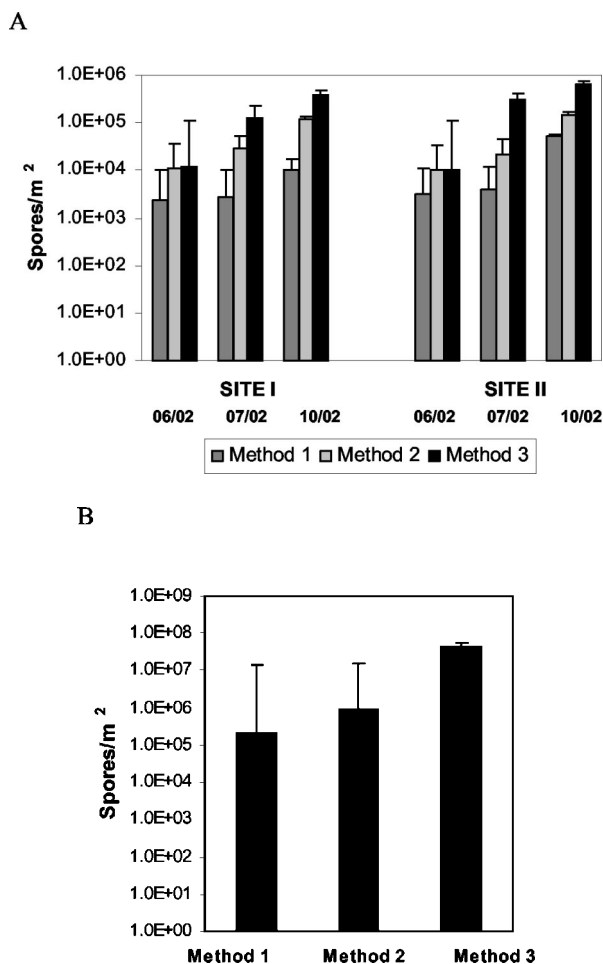 A
1.0E+06
1.0E+05
1.0E+04
1.0E+03
1.0E+02
1.0E+01
1.0E+00
Spores/m 2
SITE I SITE II
06/02 07/02 10/02 06/02 07/02 10/02
Method 1 Method 2 Method 3
B
1.0E+09
1.0E+08
1.0E+07
1.0E+06
1.0E+05
1.0E+04
1.0E+03
1.0E+02
1.0E+01
1.0E+00
Spores/m 2
Method 1 Method 2 Method 3